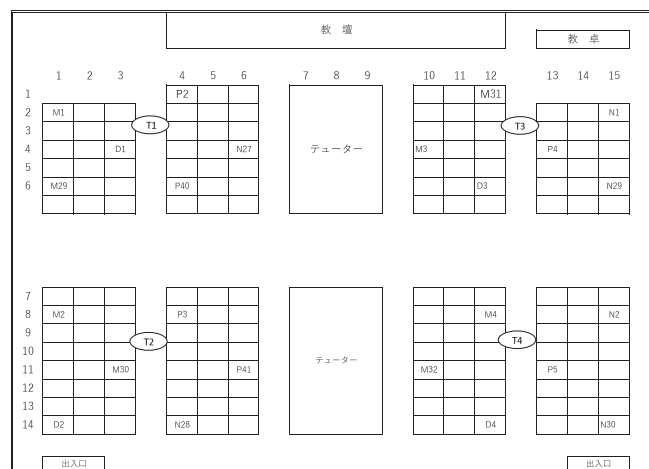 教 壇
教 卓
1 2 3 4 5 6 7 8 9 10 11 12 13 14 15
1 P2 M31
2 M1 N1
T1 T3
3
4 D1 N27 テューター M3 P4
5
6 M29 P40 D3 N29
7
8 M2 P3 M4 N2
9
T2 T4
10
テューター
11 M30 P41 M32 P5
12
13
14 D2 N28 D4 N30
出入口 出入口